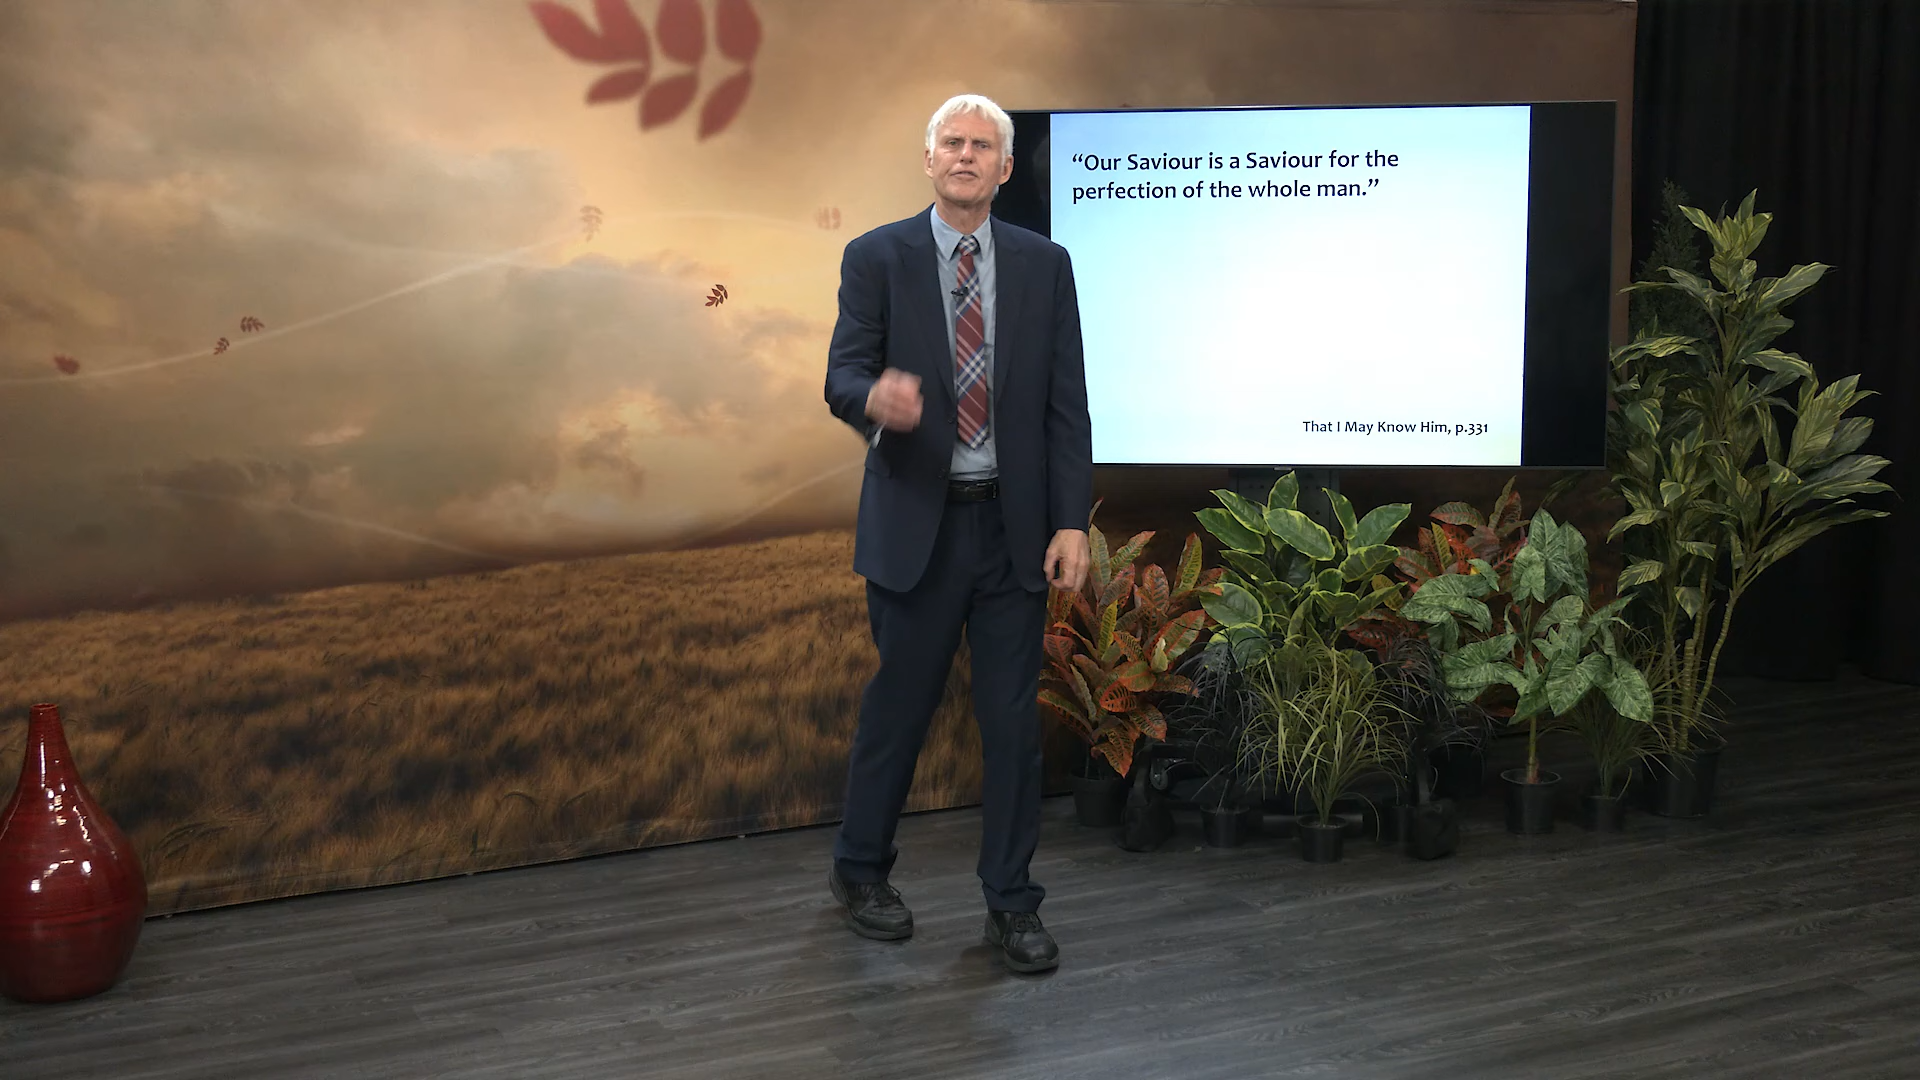 “Our Saviour is a Saviour for the
perfection of the whole man.”
That I May Know Him, p.331